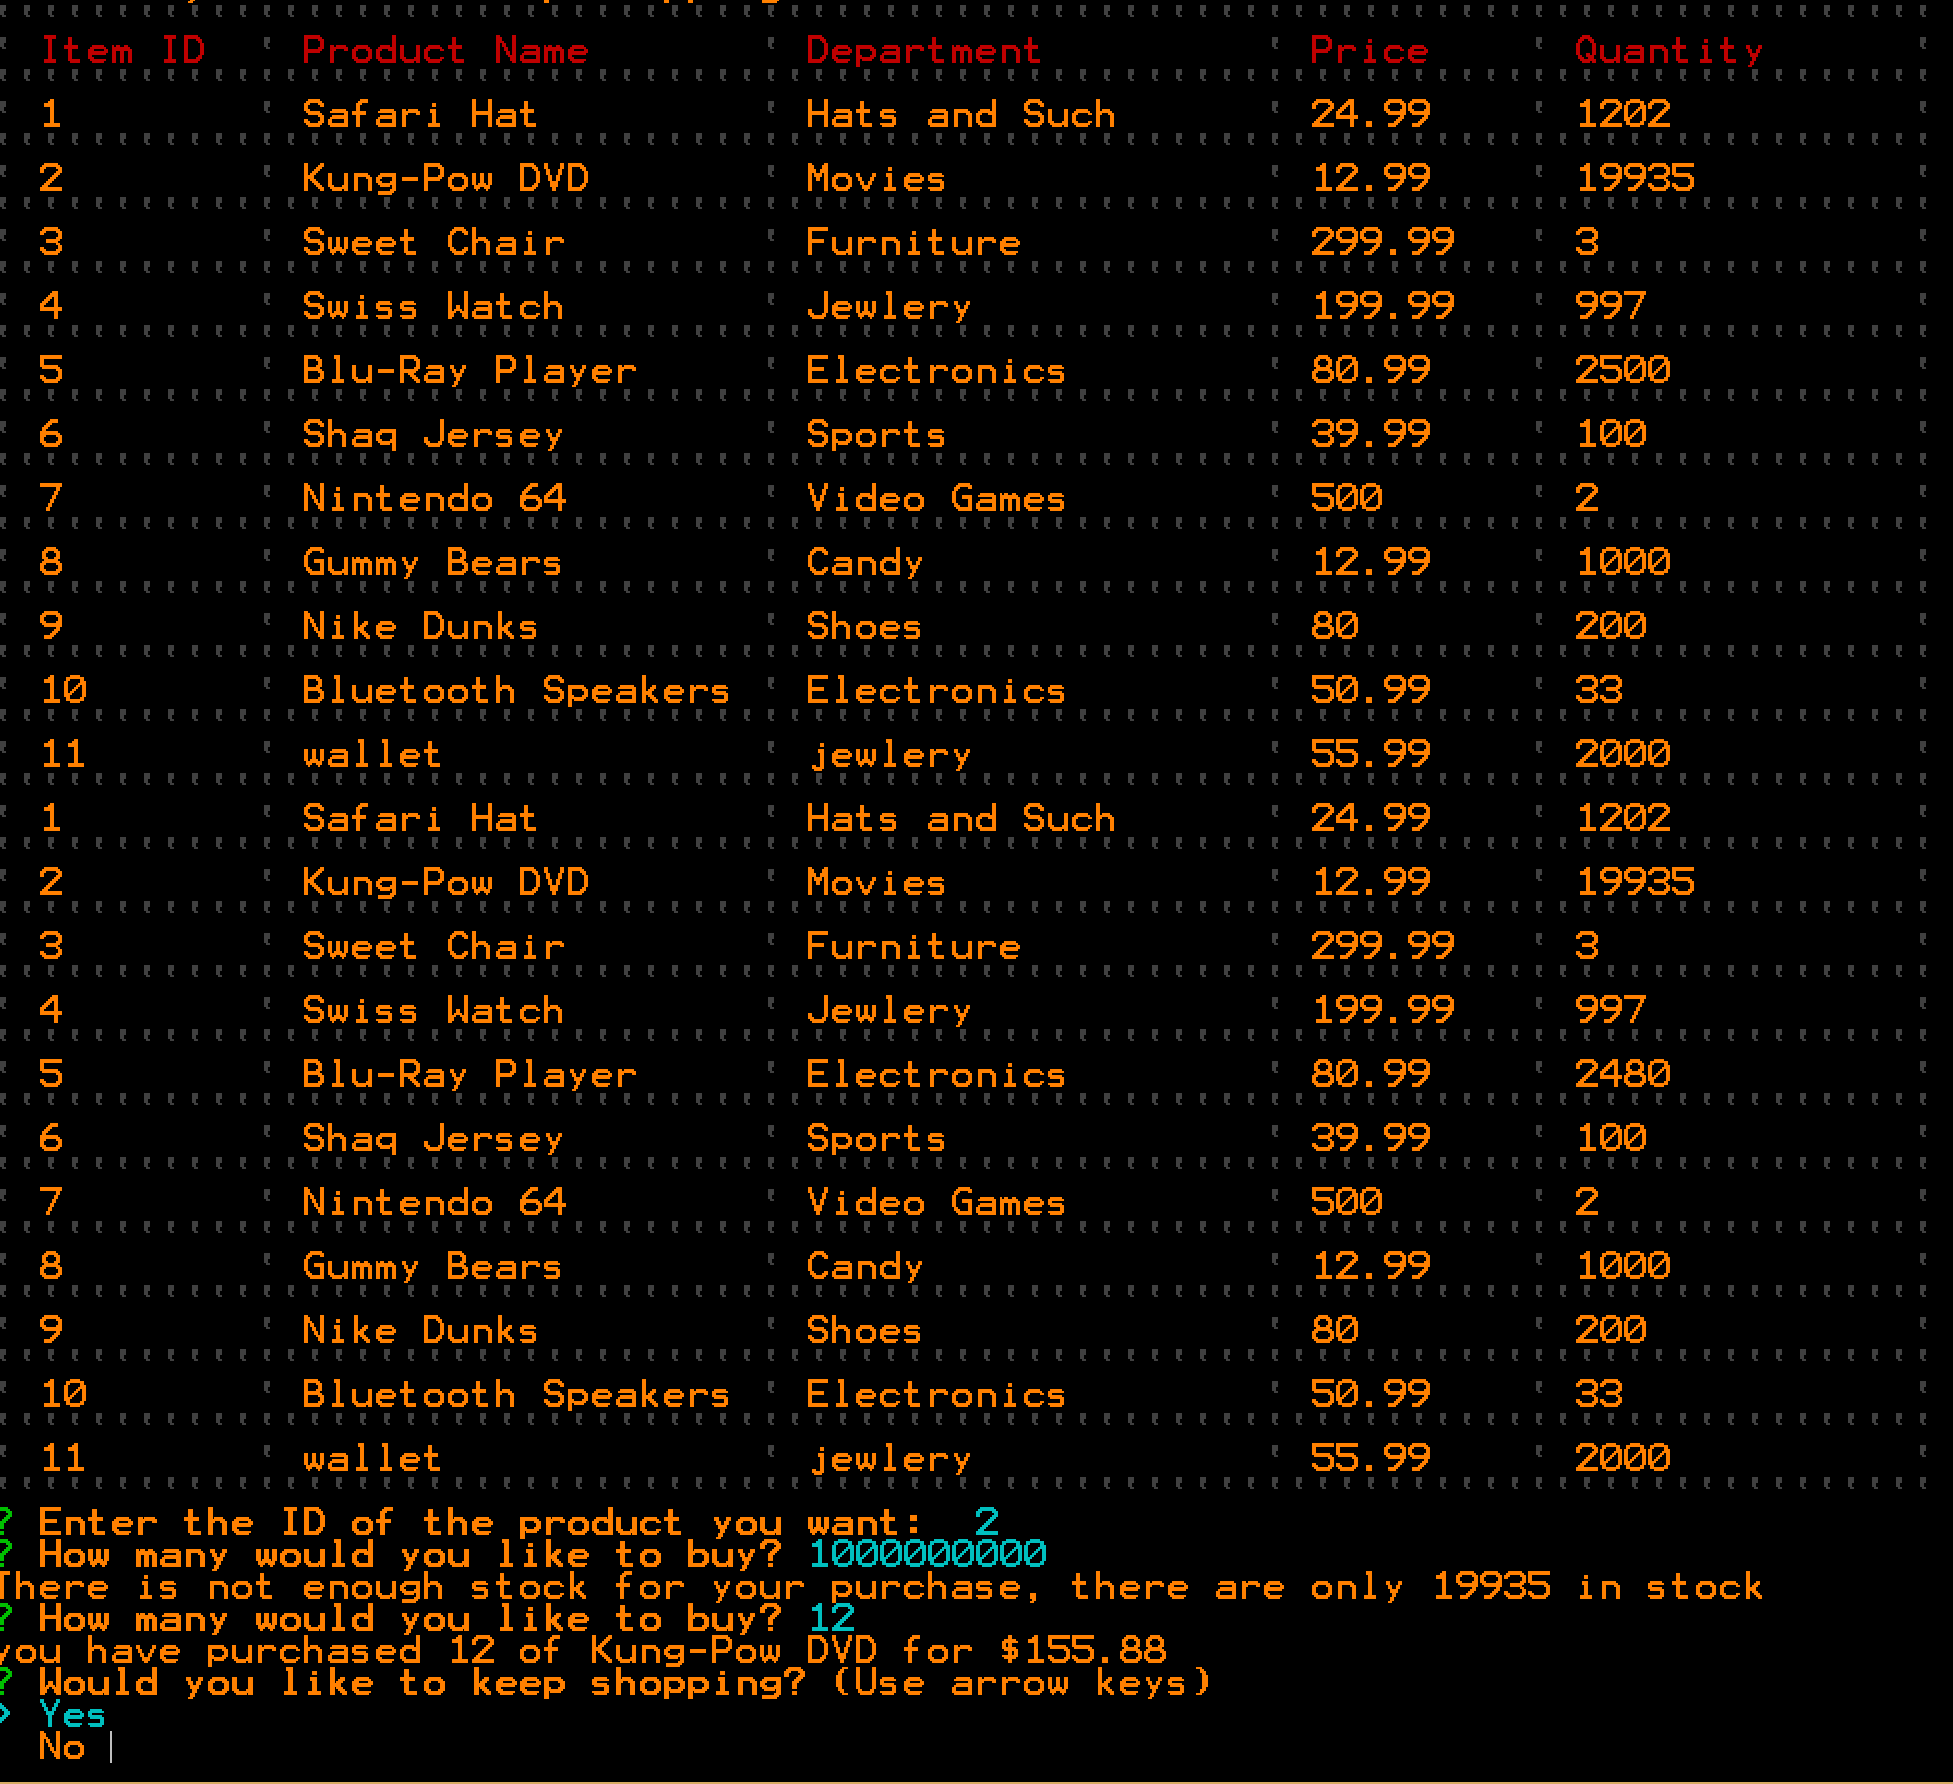 Item ID Product Name Department Price Quantity
1 Safari Hat Hats and Such 24.99 1202
2 Kung-Pow DVD Movies 12.99 19935
3 Sweet Chair Furniture 299.99 3
4 Swiss Watch Jewlery 199.99 997
5 Blu-Ray Player Electronics 80.99 2500
6 Shaq Jersey Sports 39.99 100
7 Nintendo 64 Video Games 500 2
8 Gummy Bears Candy 12.99 1000
9 Nike Dunks Shoes 80 200
10 Bluetooth Speakers Electronics 50.99 33
11 wallet jewlery 55.99 2000
1 Safari Hat Hats and Such 24.99 1202
2 Kung-Pow DVD Movies 12.99 19935
3 Sweet Chair Furniture 299.99 3
4 Swiss Watch Jewlery 199.99 997
5 Blu-Ray Player Electronics 80.99 2480
6 Shaq Jersey Sports 39.99 100
7 Nintendo 64 Video Games 500 2
8 Gummy Bears Candy 12.99 1000
9 Nike Dunks Shoes 80 200
10 Bluetooth Speakers Electronics 50.99 33
11 wallet jewlery 55.99 2000
? Enter the ID of the product you want: 2
? How many would you like to buy? 1000000000
There is not enough stock for your purchase, there are only 19935 in stock
? How many would you like to buy? 12
you have purchased 12 of Kung-Pow DVD for $155.88
? Would you like to keep shopping? (Use arrow keys)
> Yes
No